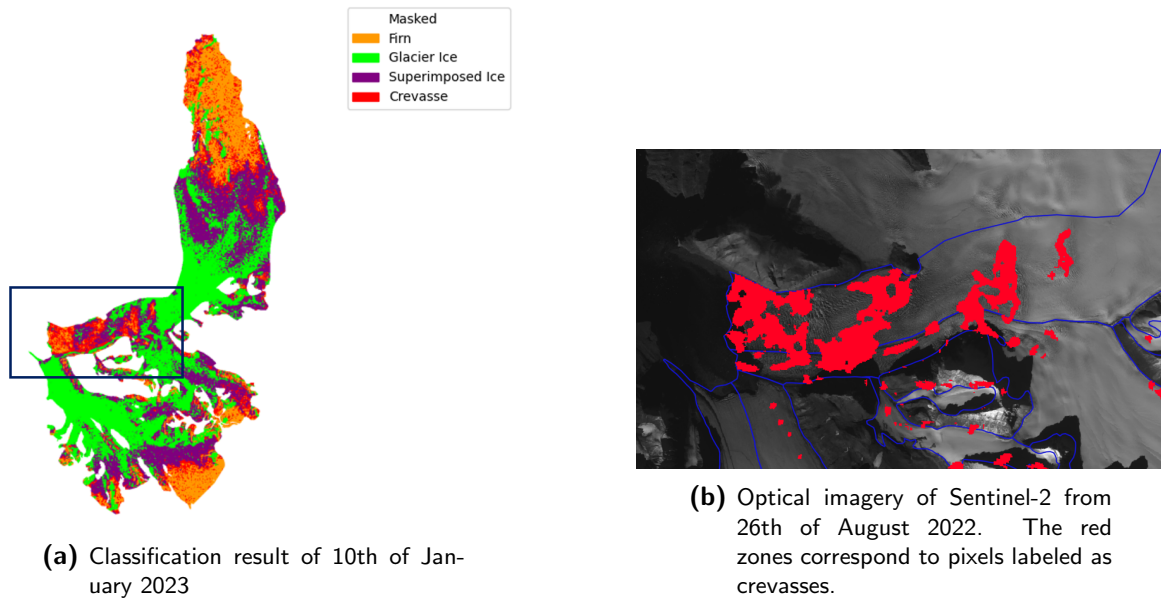 Masked
Firn
Glacier Ice
Superimposed Ice
Crevasse
(a) Classification result of 10th of Jan-
uary 2023
(b) Optical imagery of Sentinel-2 from
26th of August 2022. The red
zones correspond to pixels labeled as
crevasses.